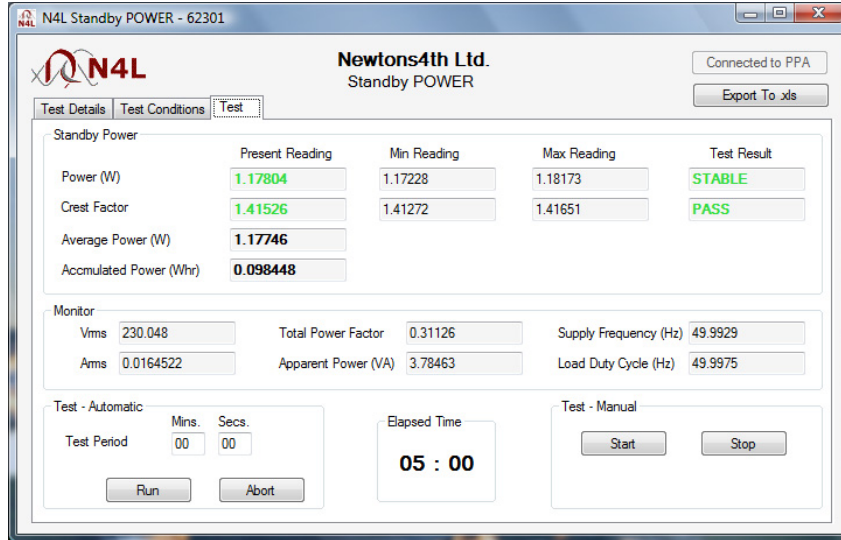 N4L Standby POWER - 62301
N4L
Newtons4th Ltd.
Standby POWER
Connected to PPA
Export To .xls
Test Details Test Conditions Test
Standby Power
Present Reading Min Reading Max Reading Test Result
Power (W) 1.17804 1.17228 1.18173 STABLE
Crest Factor 1.41526 1.41272 1.41651 PASS
Average Power (W) 1.17746
Accmulated Power (Whr) 0.098448
Monitor
Vrms 230.048 Total Power Factor 0.31126 Supply Frequency (Hz) 49.9929
Arms 0.0164522 Apparent Power (VA) 3.78463 Load Duty Cycle (Hz) 49.9975
Test - Automatic
Mins. Secs.
Test Period 00 00
Run Abort
Elapsed Time
05 : 00
Test - Manual
Start Stop